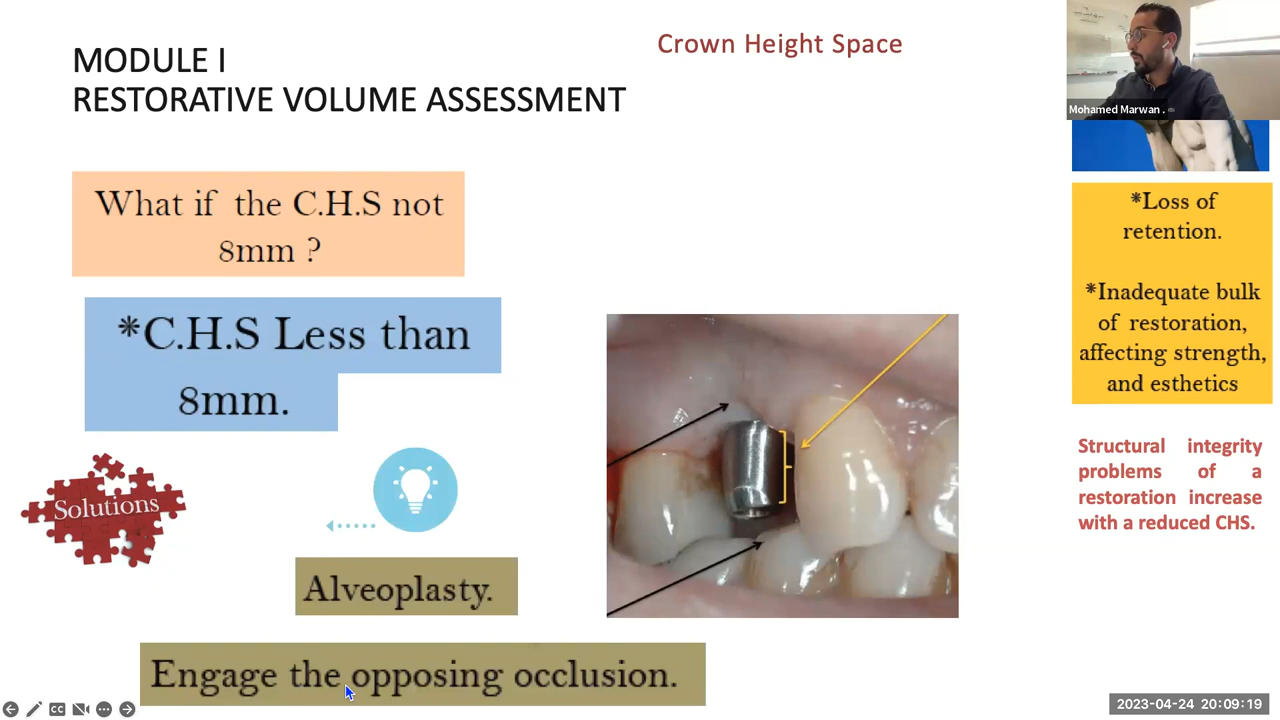 MODULE I
RESTORATIVE VOLUME ASSESSMENT
Crown Height Space
Mohamed Marwan .
What if the C.H.S not
8mm ?
*C.H.S Less than
8mm.
Solutions
Alveoplasty.
Engage the opposing occlusion.
*Loss of
retention.
*Inadequate bulk
of restoration,
affecting strength,
and esthetics
Structural integrity
problems of a
restoration increase
with a reduced CHS.
CC
2023-04-24 20:09:19